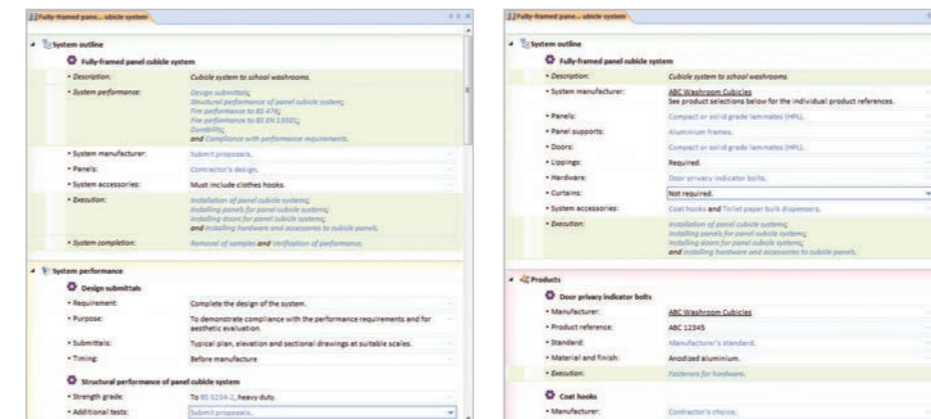 Fully-framed pane... ubicle system
System outline
Fully-framed panel cubicle system
• Description: Cubicle system to school washrooms.
• System performance: Design submittals;
Structural performance of panel cubicle system;
Fire performance to BS 476;
Fire performance to BS EN 13501;
Durability;
and Compliance with performance requirements.
• System manufacturer: Submit proposals.
• Panels: Contractor's design.
• System accessories: Must include clothes hooks.
• Execution: Installation of panel cubicle systems;
Installing panels for panel cubicle systems;
Installing doors for panel cubicle systems;
and Installing hardware and accessories to cubicle panels.
• System completion: Removal of samples and Verification of performance.
System performance
Design submittals
• Requirement: Complete the design of the system.
• Purpose: To demonstrate compliance with the performance requirements and for
aesthetic evaluation.
• Submittals: Typical plan, elevation and sectional drawings at suitable scales.
• Timing: Before manufacture
Structural performance of panel cubicle system
• Strength grade: To BS 5234-2, heavy duty.
• Additional tests: Submit proposals.
Fully-framed pane... ubicle system
System outline
Fully-framed panel cubicle system
• Description: Cubicle system to school washrooms.
• System manufacturer: ABC Washroom Cubicles
See product selections below for the individual product references.
• Panels: Compact or solid grade laminates (HPL).
• Panel supports: Aluminium frames.
• Doors: Compact or solid grade laminates (HPL).
• Lippings: Required.
• Hardware: Door privacy indicator bolts.
• Curtains: Not required.
• System accessories: Coat hooks and Toilet paper bulk dispensers.
• Execution: Installation of panel cubicle systems;
Installing panels for panel cubicle systems;
Installing doors for panel cubicle systems;
and Installing hardware and accessories to cubicle panels.
Products
Door privacy indicator bolts
• Manufacturer: ABC Washroom Cubicles
• Product reference: ABC 12345
• Standard: Manufacturer's standard.
• Material and finish: Anodized aluminium.
• Execution: Fasteners for hardware.
Coat hooks
• Manufacturer: Contractor's choice.